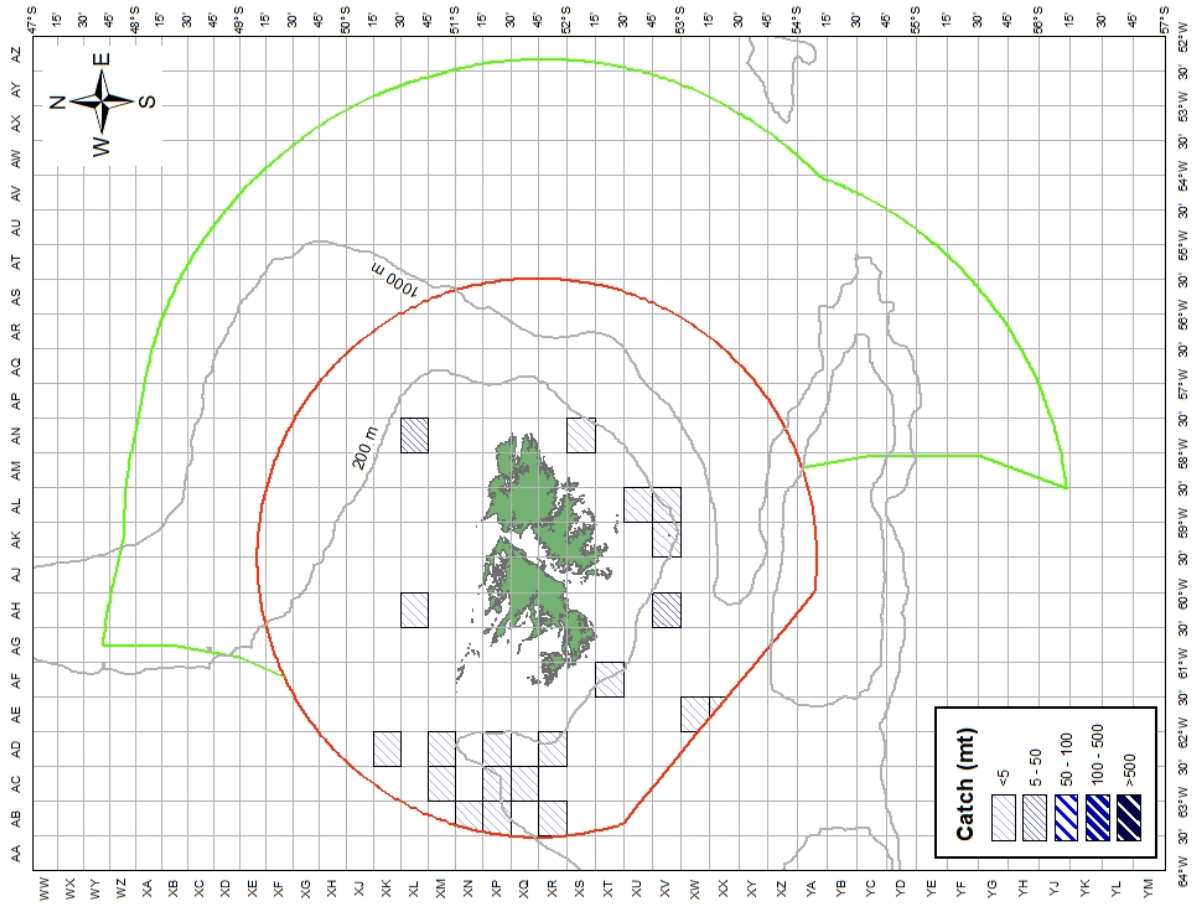 AA AB AC AD AE AF AG AH AJ AK AL AM AN AP AQ AR AS AT AU AV AW AX AY AZ
WW
WX
WY
WZ
XA
XB
XC
XD
XE
XF
XG
XH
XJ
XK
XL
XM
XN
XP
XQ
XR
XS
XT
XU
XV
XW
XX
XY
XZ
YA
YB
YC
YD
YE
YF
YG
YH
YJ
YK
YL
YM
N
W E
S
1000 m
200 m
Catch (mt)
<5
5 - 50
50 - 100
100 - 500
>500
47°S
15'
30'
45'
48°S
15'
30'
45'
49°S
15'
30'
45'
50°S
15'
30'
45'
51°S
15'
30'
45'
52°S
15'
30'
45'
53°S
15'
30'
45'
54°S
15'
30'
45'
55°S
15'
30'
45'
56°S
15'
30'
45'
57°S
64°W 30' 63°W 30' 62°W 30' 61°W 30' 60°W 30' 59°W 30' 58°W 30' 57°W 30' 56°W 30' 55°W 30' 54°W 30' 53°W 30' 52°W